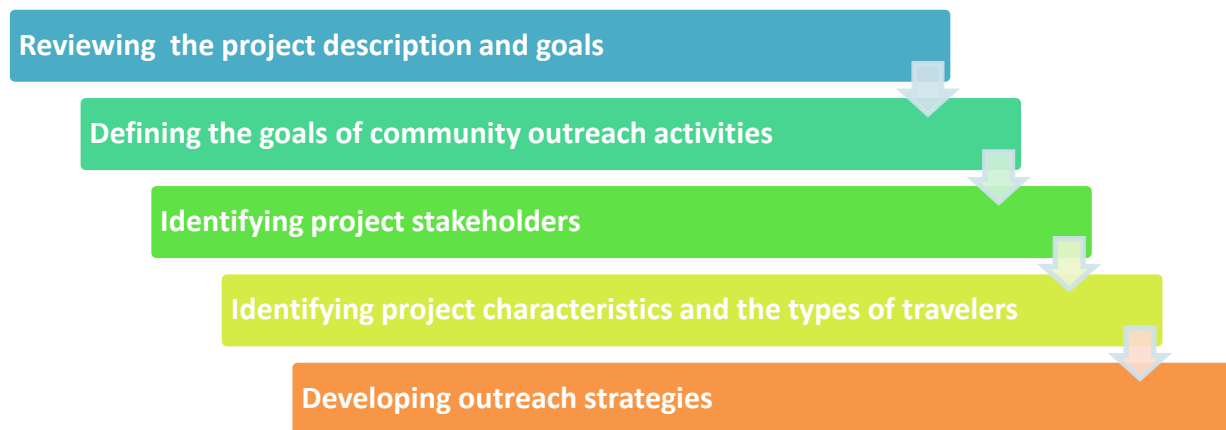 Reviewing  the project description and goals
Defining the goals of community outreach activities
Identifying project stakeholders
Identifying project characteristics and the types of travelers
Developing outreach strategies